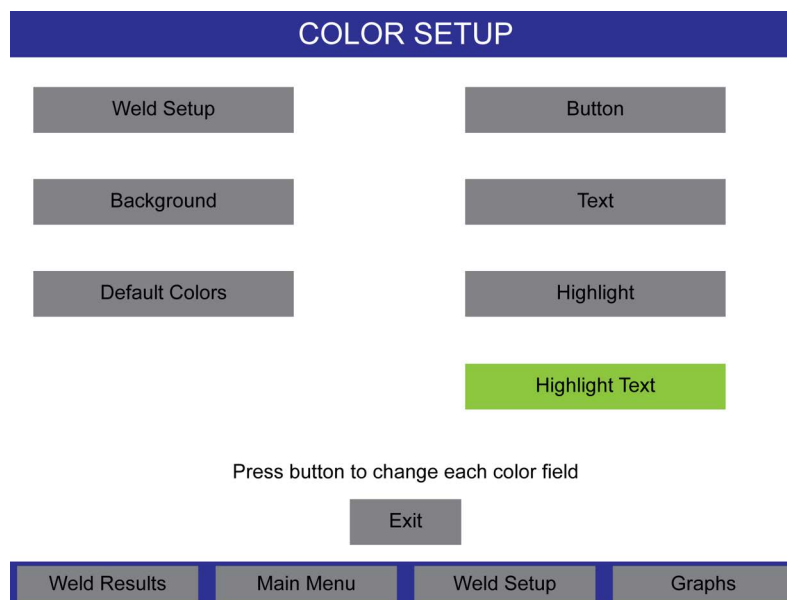 COLOR SETUP
Weld Setup
Button
Background
Text
Default Colors
Highlight
Highlight Text
Press button to change each color field
Exit
Weld Results
Main Menu
Weld Setup
Graphs